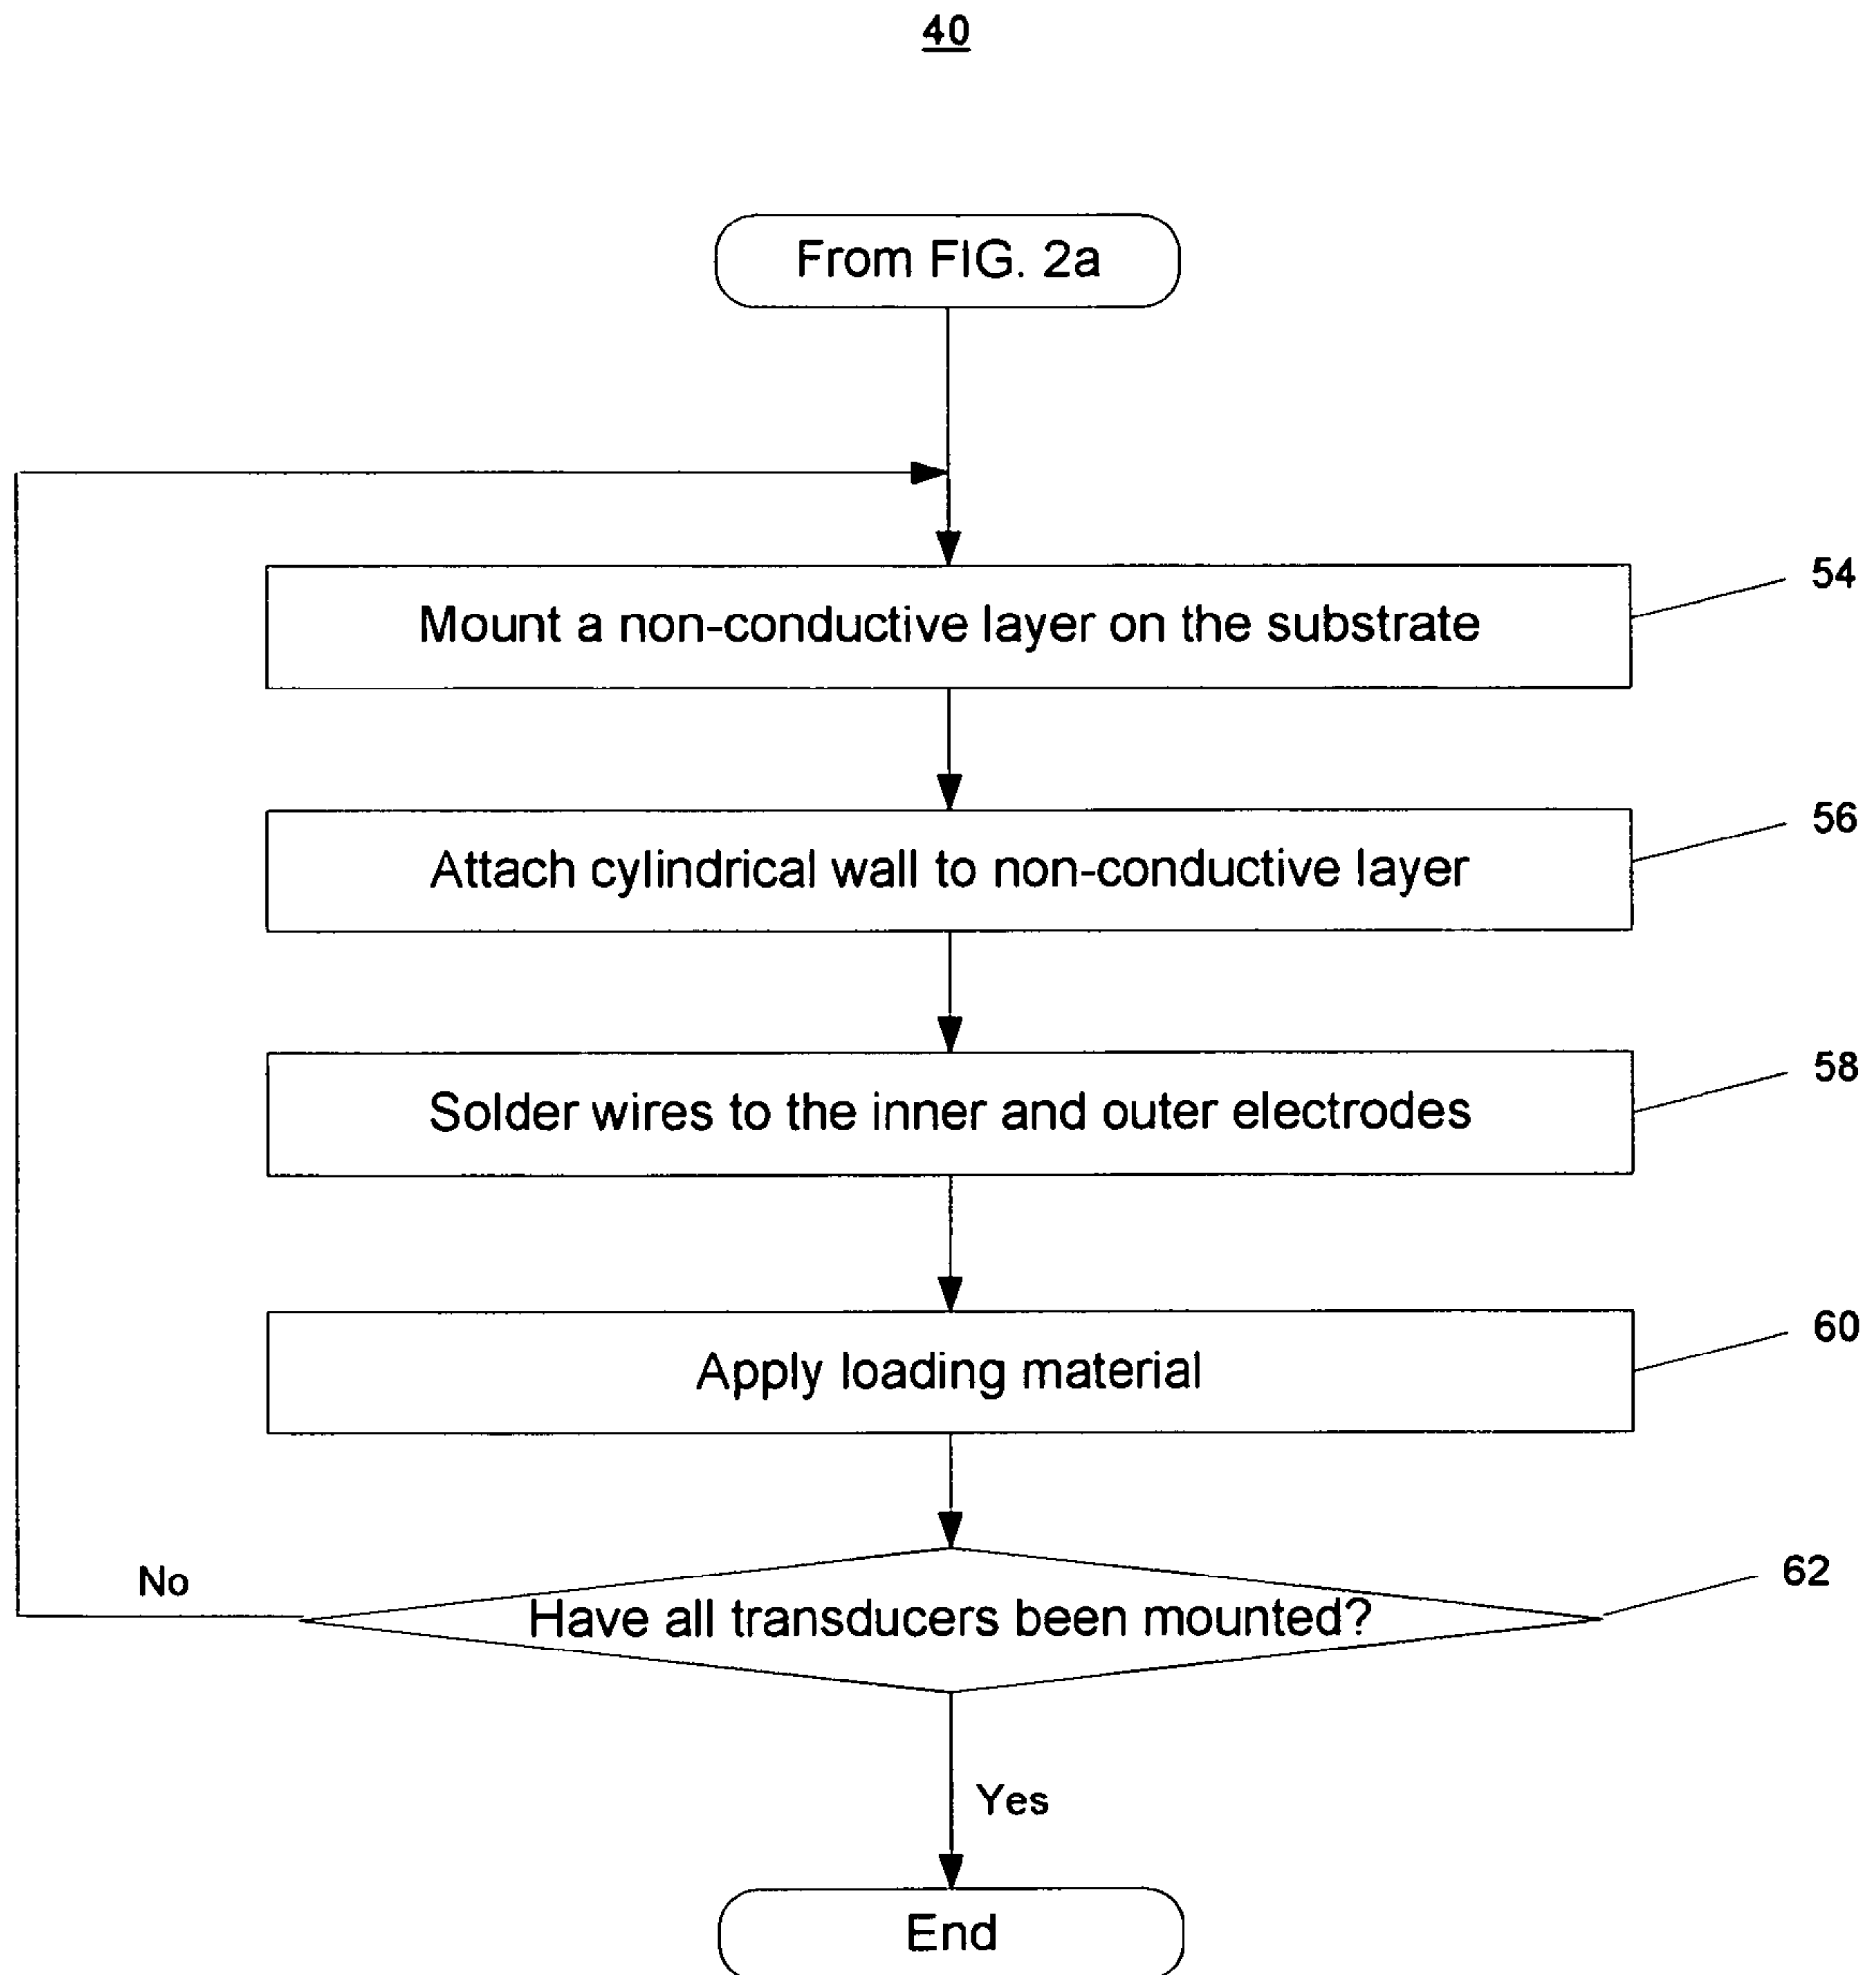 40
From FIG. 2a
54
Mount a non-conductive layer on the substrate
56
Attach cylindrical wall to non-conductive layer
58
Solder wires to the inner and outer electrodes
60
Apply loading material
62
No
Have all transducers been mounted?
Yes
End